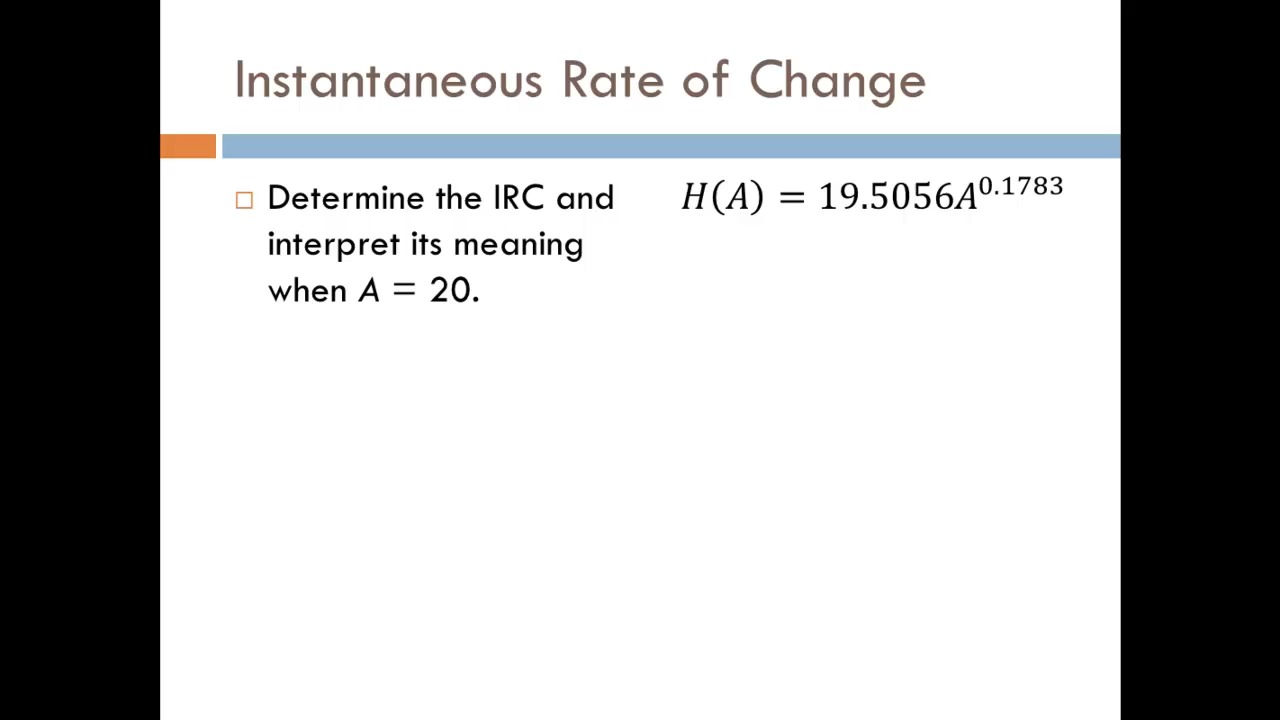 Instantaneous Rate of Change
Determine the IRC and
interpret its meaning
when A = 20.
H(A) = 19.5056A^0.1783